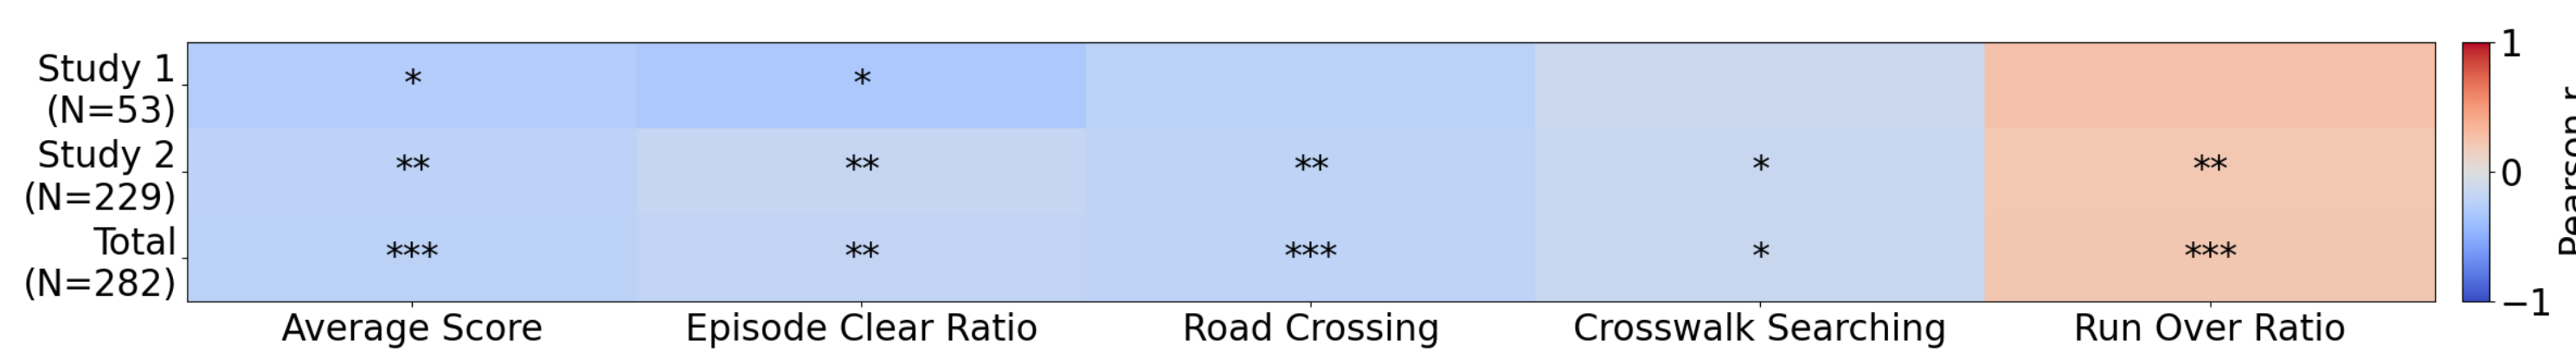 Study 1
(N=53)
* *
Study 2
(N=229)
** ** ** * **
Total
(N=282)
*** ** *** * ***
Average Score Episode Clear Ratio Road Crossing Crosswalk Searching Run Over Ratio
1
0
−1
Pearson r